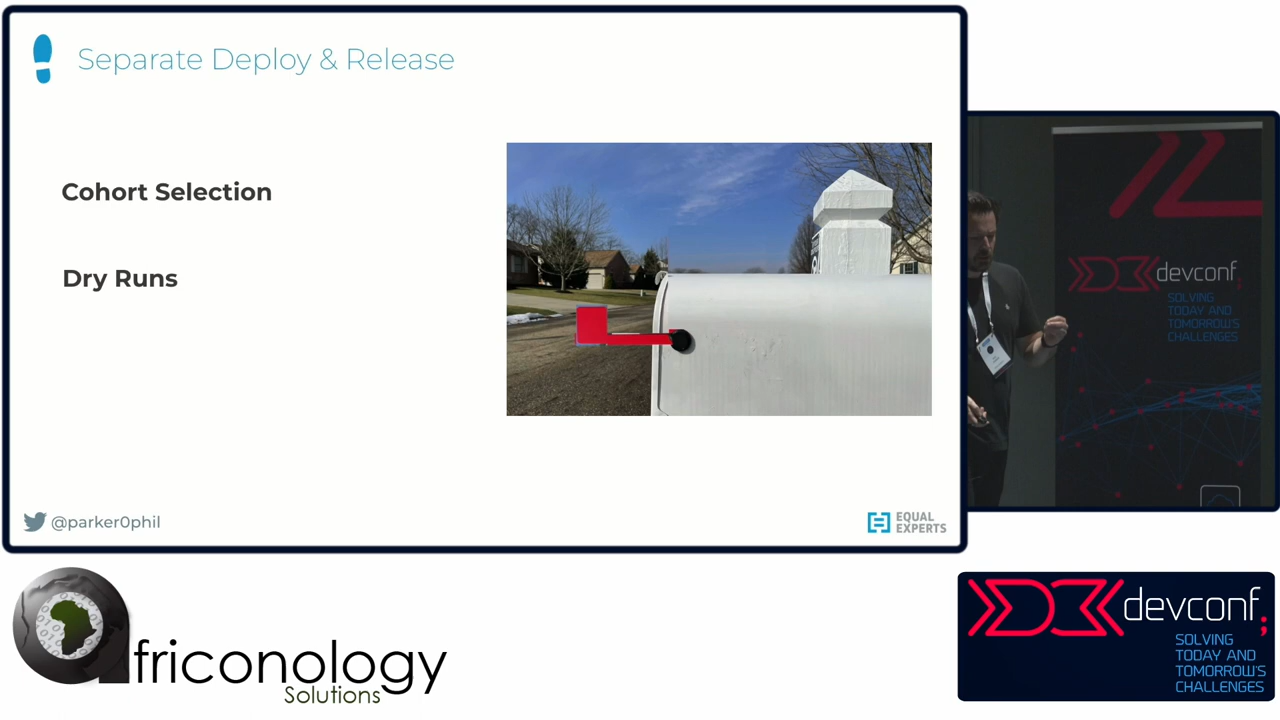 Separate Deploy & Release
Cohort Selection
Dry Runs
@parker0phil
EQUAL
EXPERTS
devconf;
SOLVING
TODAY AND
TOMORROW'S
CHALLENGES
africonology
Solutions
devconf;
SOLVING
TODAY AND
TOMORROW'S
CHALLENGES